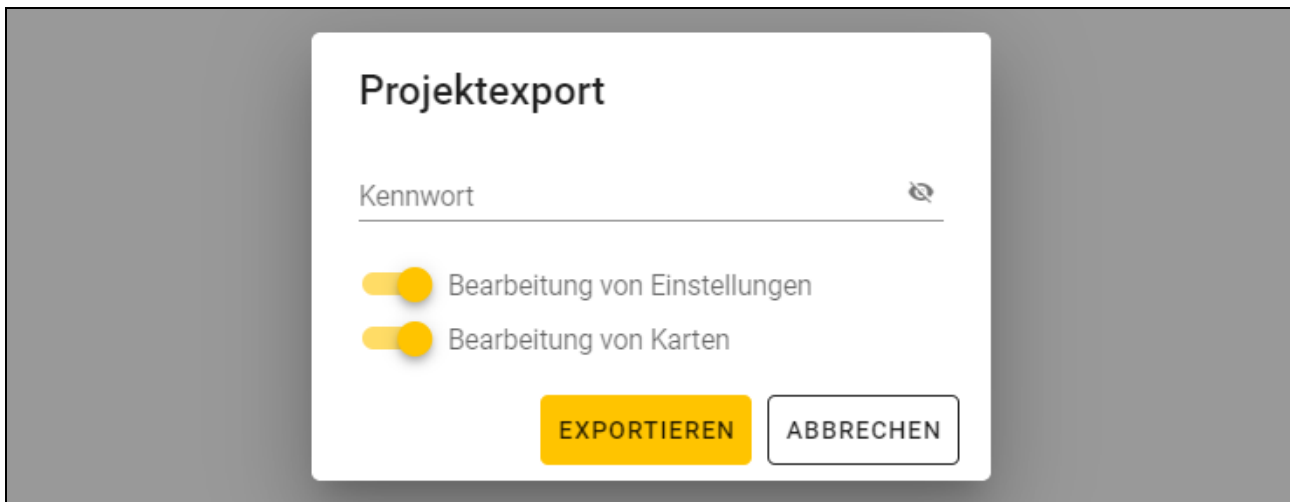 Projektexport
Kennwort
Bearbeitung von Einstellungen
Bearbeitung von Karten
EXPORTIEREN ABBRECHEN